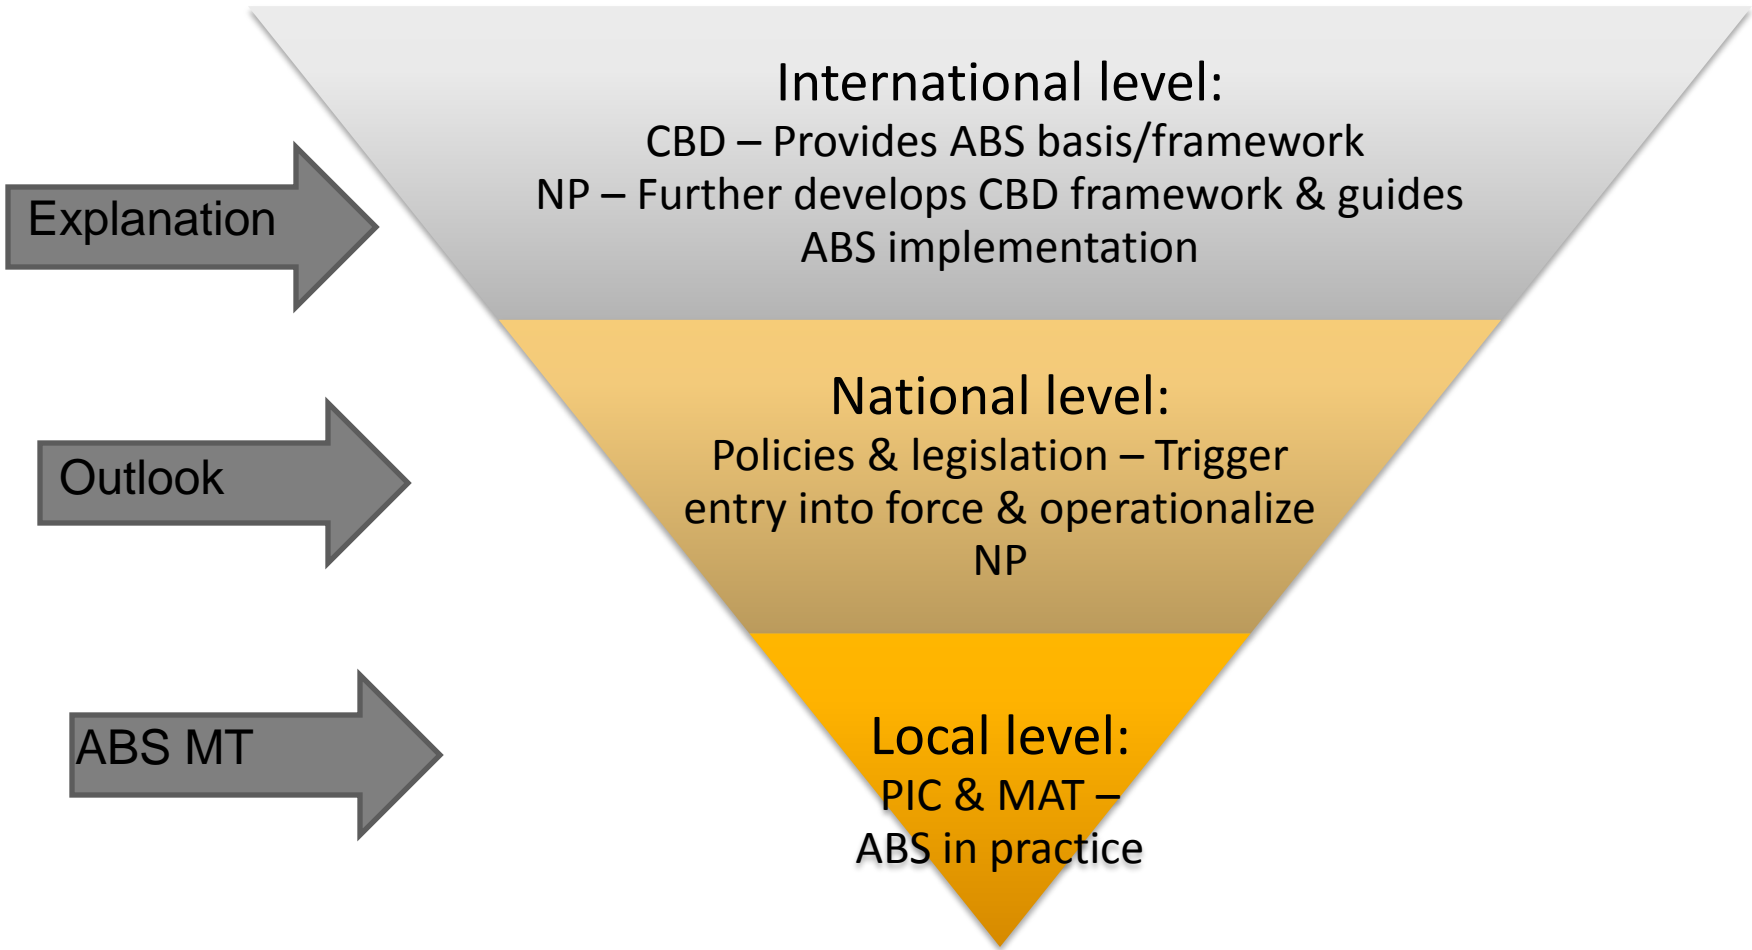 International level:
CBD – Provides ABS basis/framework
NP – Further develops CBD framework & guides
ABS implementation
Explanation
National level:
Policies & legislation – Trigger
entry into force & operationalize
NP
Outlook
Local level:
PIC & MAT –
ABS in practice
ABS MT